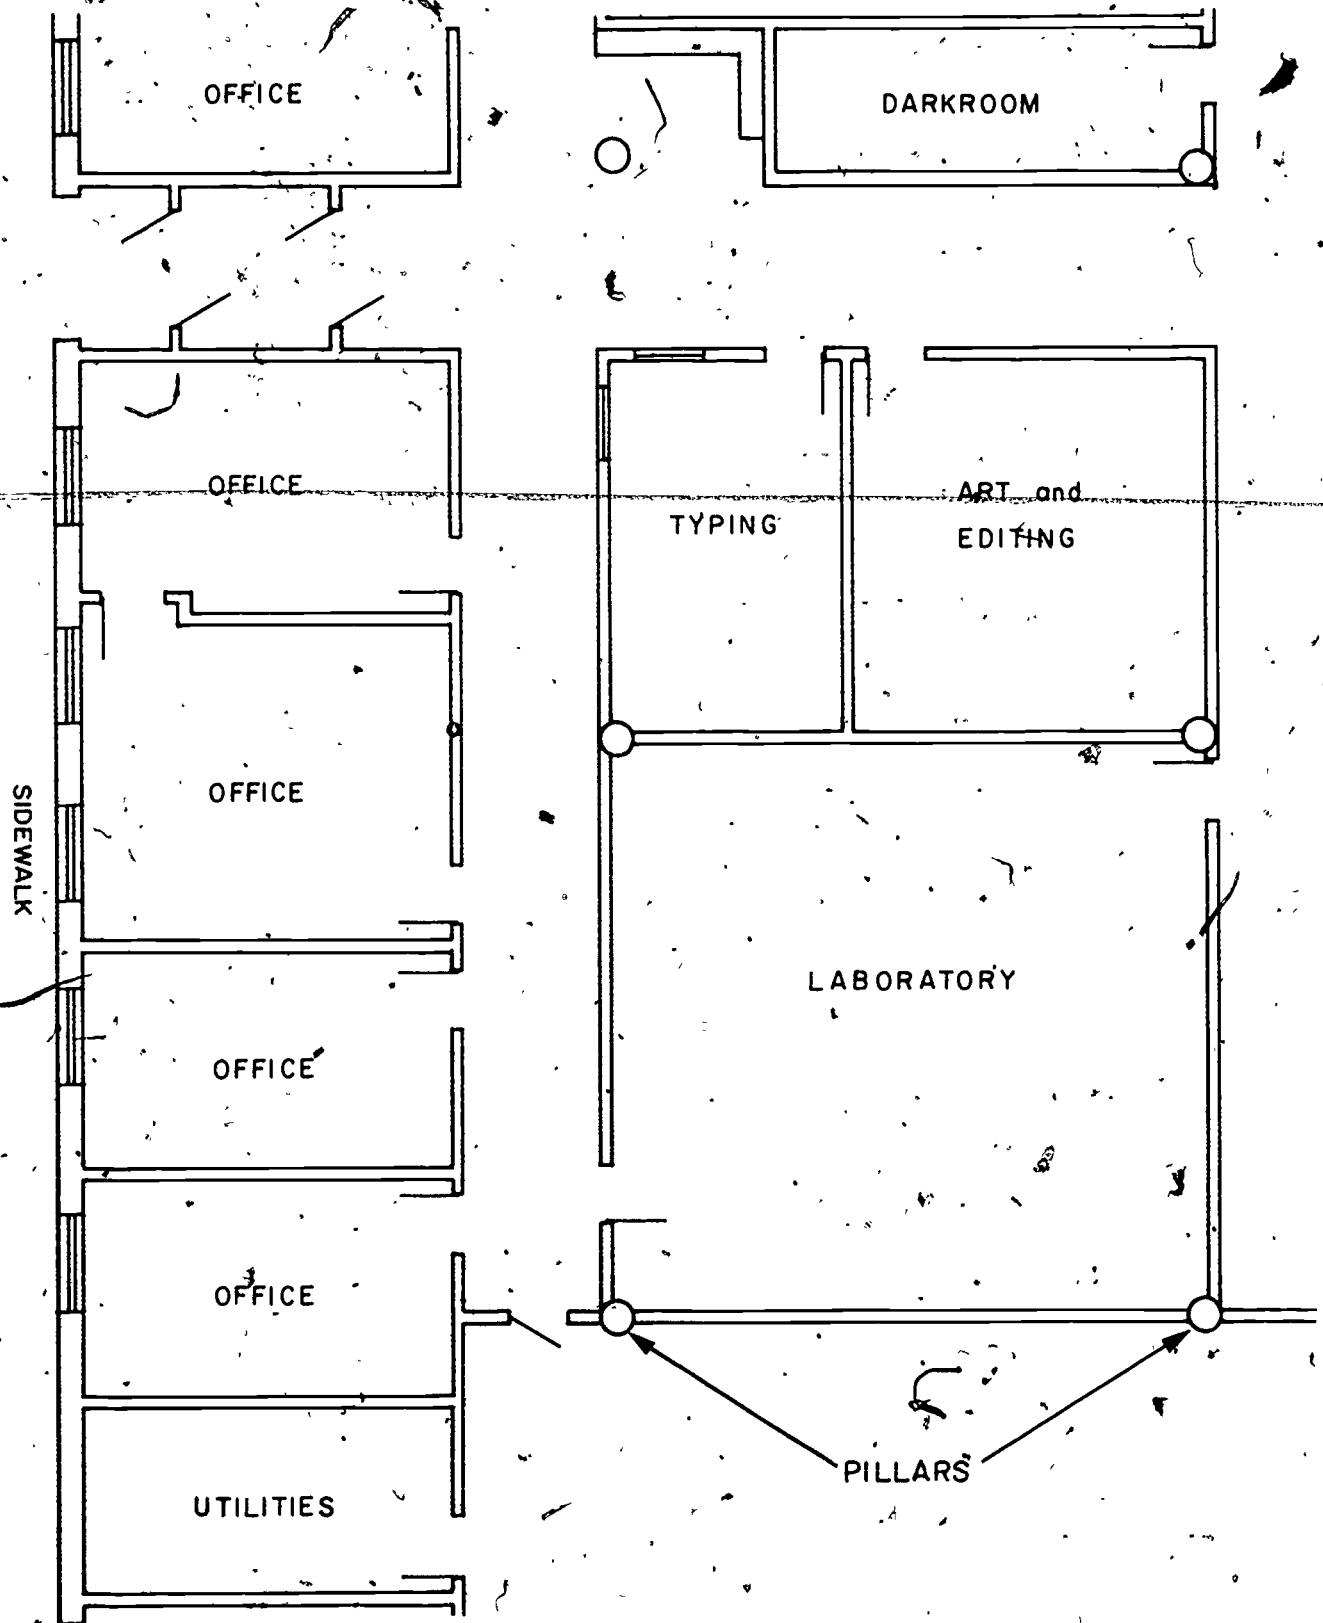 OFFICE
DARKROOM
OFFICE
TYPING
ART and
EDITING
OFFICE
SIDEWALK
LABORATORY
OFFICE
OFFICE
PILLARS
UTILITIES